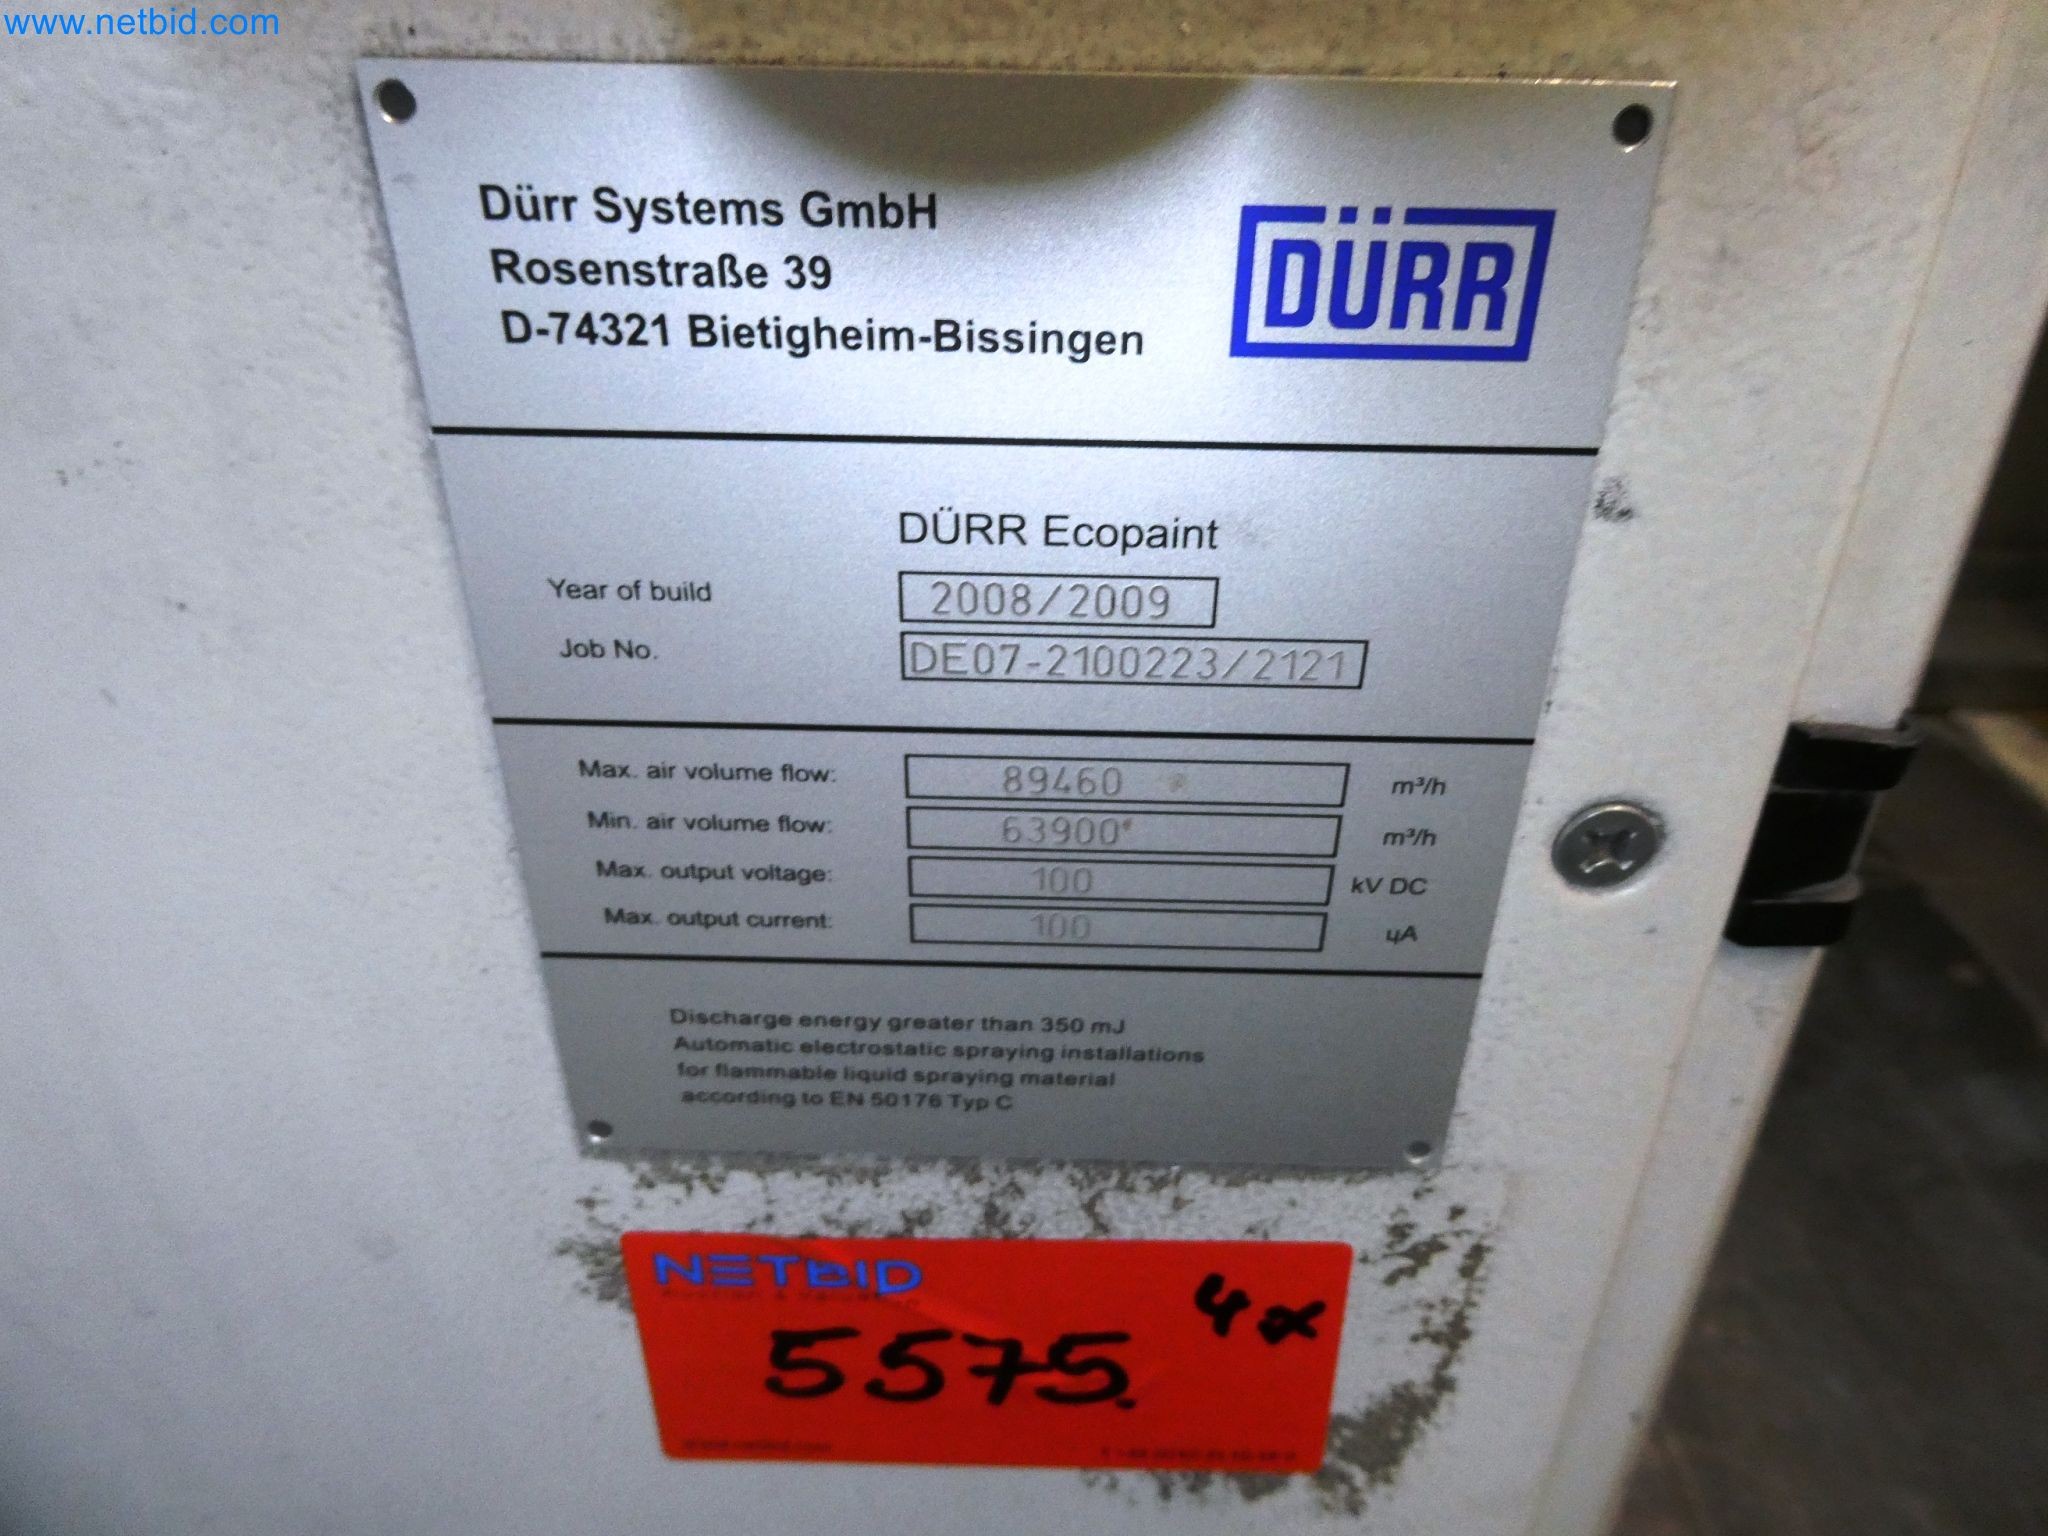 www.netbid.com
Dürr Systems GmbH
Rosenstraße 39
D-74321 Bietigheim-Bissingen
DÜRR
DÜRR Ecopaint
Year of build 2008/2009
Job No. DE07-2100223/2121
Max. air volume flow: 89460 m³/h
Min. air volume flow: 63900 m³/h
Max. output voltage: 100 kV DC
Max. output current: 100 µA
Discharge energy greater than 350 mJ
Automatic electrostatic spraying installations
for flammable liquid spraying material
according to EN 50176 Typ C
NETBID
4x
5575.
www.netbid.com